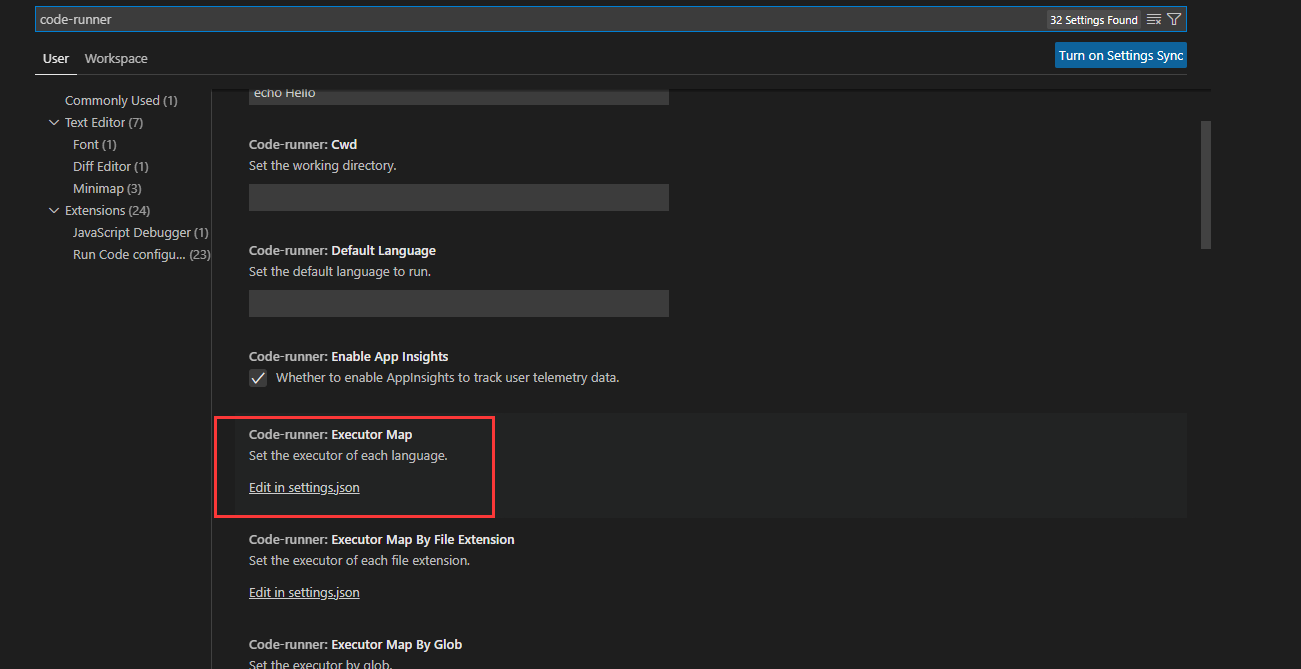 code-runner
32 Settings Found
User
Workspace
Turn on Settings Sync
Commonly Used (1)
Text Editor (7)
Font (1)
Diff Editor (1)
Minimap (3)
Extensions (24)
JavaScript Debugger (1)
Run Code configu... (23)
echo Hello
Code-runner: Cwd
Set the working directory.
Code-runner: Default Language
Set the default language to run.
Code-runner: Enable App Insights
Whether to enable AppInsights to track user telemetry data.
Code-runner: Executor Map
Set the executor of each language.
Edit in settings.json
Code-runner: Executor Map By File Extension
Set the executor of each file extension.
Edit in settings.json
Code-runner: Executor Map By Glob
Set the executor by glob.